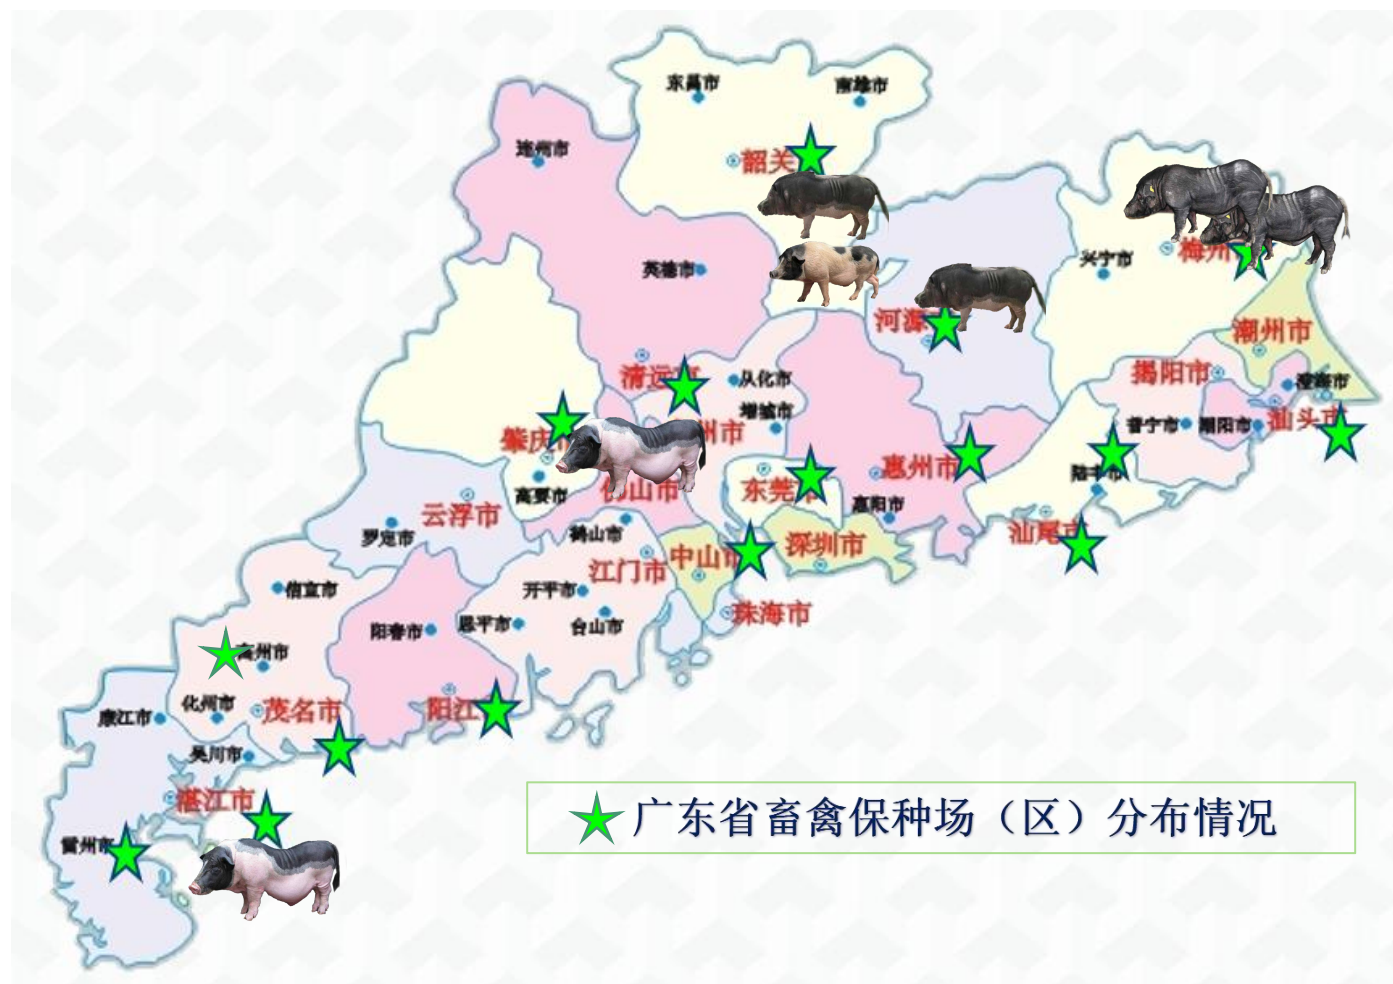 东昌市
南雄市
韶关
连州市
英德市
兴宁市
梅州
河源
潮州市
清远市
从化市
揭阳市
澄海市
增城市
普宁市
潮阳市
汕头市
肇庆市
州市
惠州市
陆丰市
高要市
佛山市
东莞市
惠阳市
云浮市
罗定市
鹤山市
汕尾市
中山市
深圳市
江门市
开平市
信宜市
珠海市
阳春市
恩平市
台山市
高州市
化州市
茂名市
阳江
廉江市
吴川市
湛江市
雷州市
广东省畜禽保种场（区）分布情况